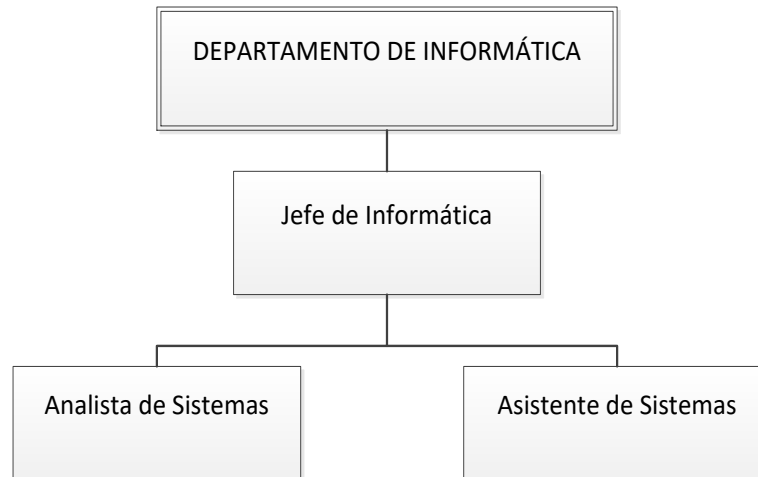 DEPARTAMENTO DE INFORMÁTICA
Jefe de Informática
Analista de Sistemas
Asistente de Sistemas